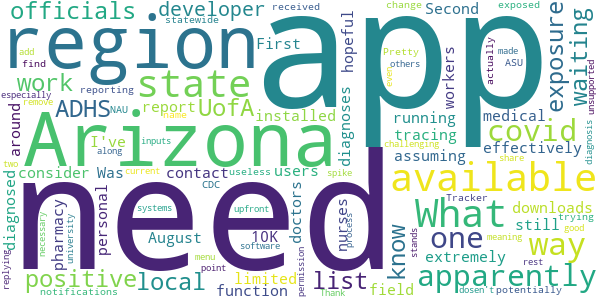 officials
developer
statewide
received
change
exposed
region
app
First
Second
hopeful
Pretty
others
exposure
waiting
add
find
especially
work
state
reporting
NAU
ADHS
UofA
report
installed
diagnoses
workers
actually
made
ASU
even
unsupported
remove
Arizona
around
I've
name
inputs
two
along
running
tracing
medical
covid
challenging
share
diagnosis
consider
Was
contact
users
useless
spike
current
assuming
effectively
need
available
diagnosed
pharmacy
personal
CDC
systems
upfront
doctors
nurses
process
know
What
one
way
Tracker
downloads
trying
necessary
university
August
10K
software
menu
point
stands
still
good
meaning
extremely
apparently
replying
positive
local
limited
list
field
rest
notifications
function
Thank
permission
dosen't
potentially